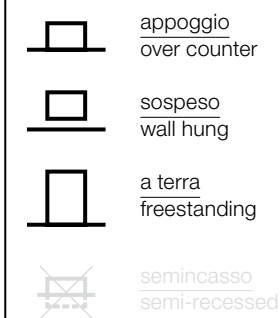 appoggio
over counter
sospeso
wall hung
a terra
freestanding
semincasso
semi-recessed